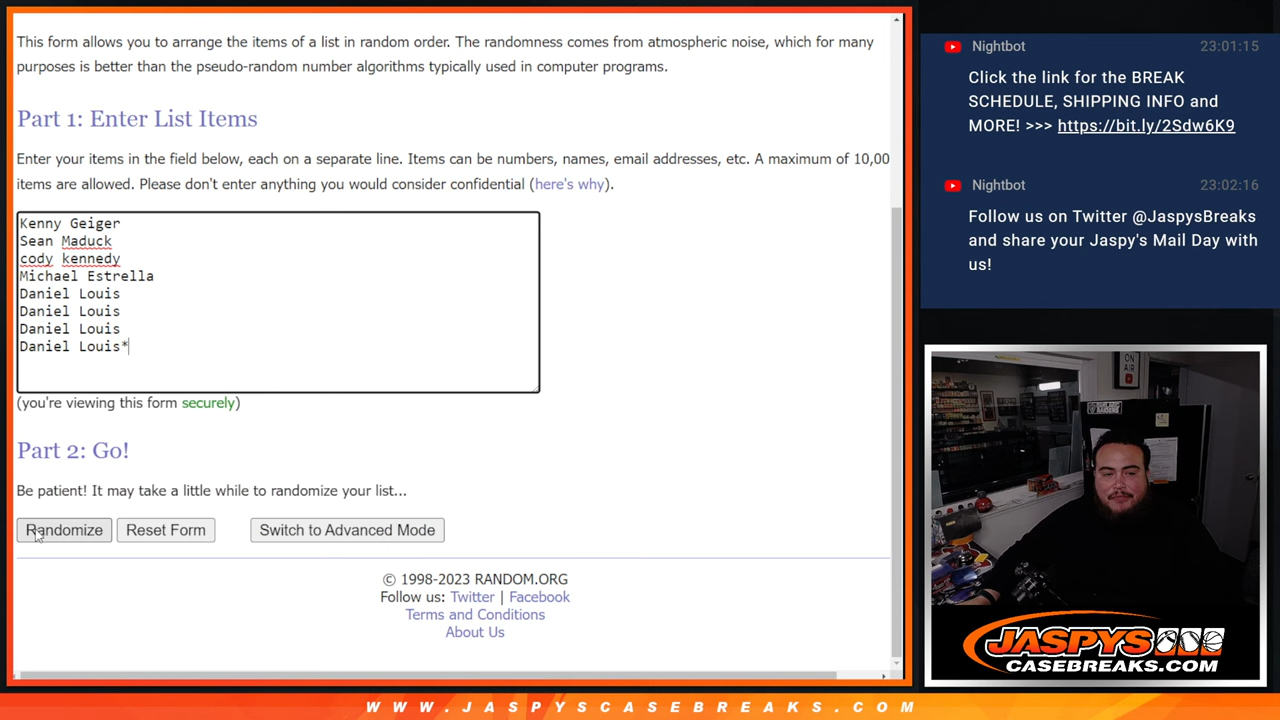 This form allows you to arrange the items of a list in random order. The randomness comes from atmospheric noise, which for many
purposes is better than the pseudo-random number algorithms typically used in computer programs.
Part 1: Enter List Items
Enter your items in the field below, each on a separate line. Items can be numbers, names, email addresses, etc. A maximum of 10,00
items are allowed. Please don't enter anything you would consider confidential (here's why).
Kenny Geiger
Sean Maduck
cody kennedy
Michael Estrella
Daniel Louis
Daniel Louis
Daniel Louis
Daniel Louis*
(you're viewing this form securely)
Part 2: Go!
Be patient! It may take a little while to randomize your list...
Randomize Reset Form Switch to Advanced Mode
© 1998-2023 RANDOM.ORG
Follow us: Twitter | Facebook
Terms and Conditions
About Us
Nightbot 23:01:15
Click the link for the BREAK
SCHEDULE, SHIPPING INFO and
MORE! >>> https://bit.ly/2Sdw6K9
Nightbot 23:02:16
Follow us on Twitter @JaspysBreaks
and share your Jaspy's Mail Day with
us!
ON
AIR
JASPYS
CASEBREAKS.COM
WWW.JASPYSCASEBREAKS.COM